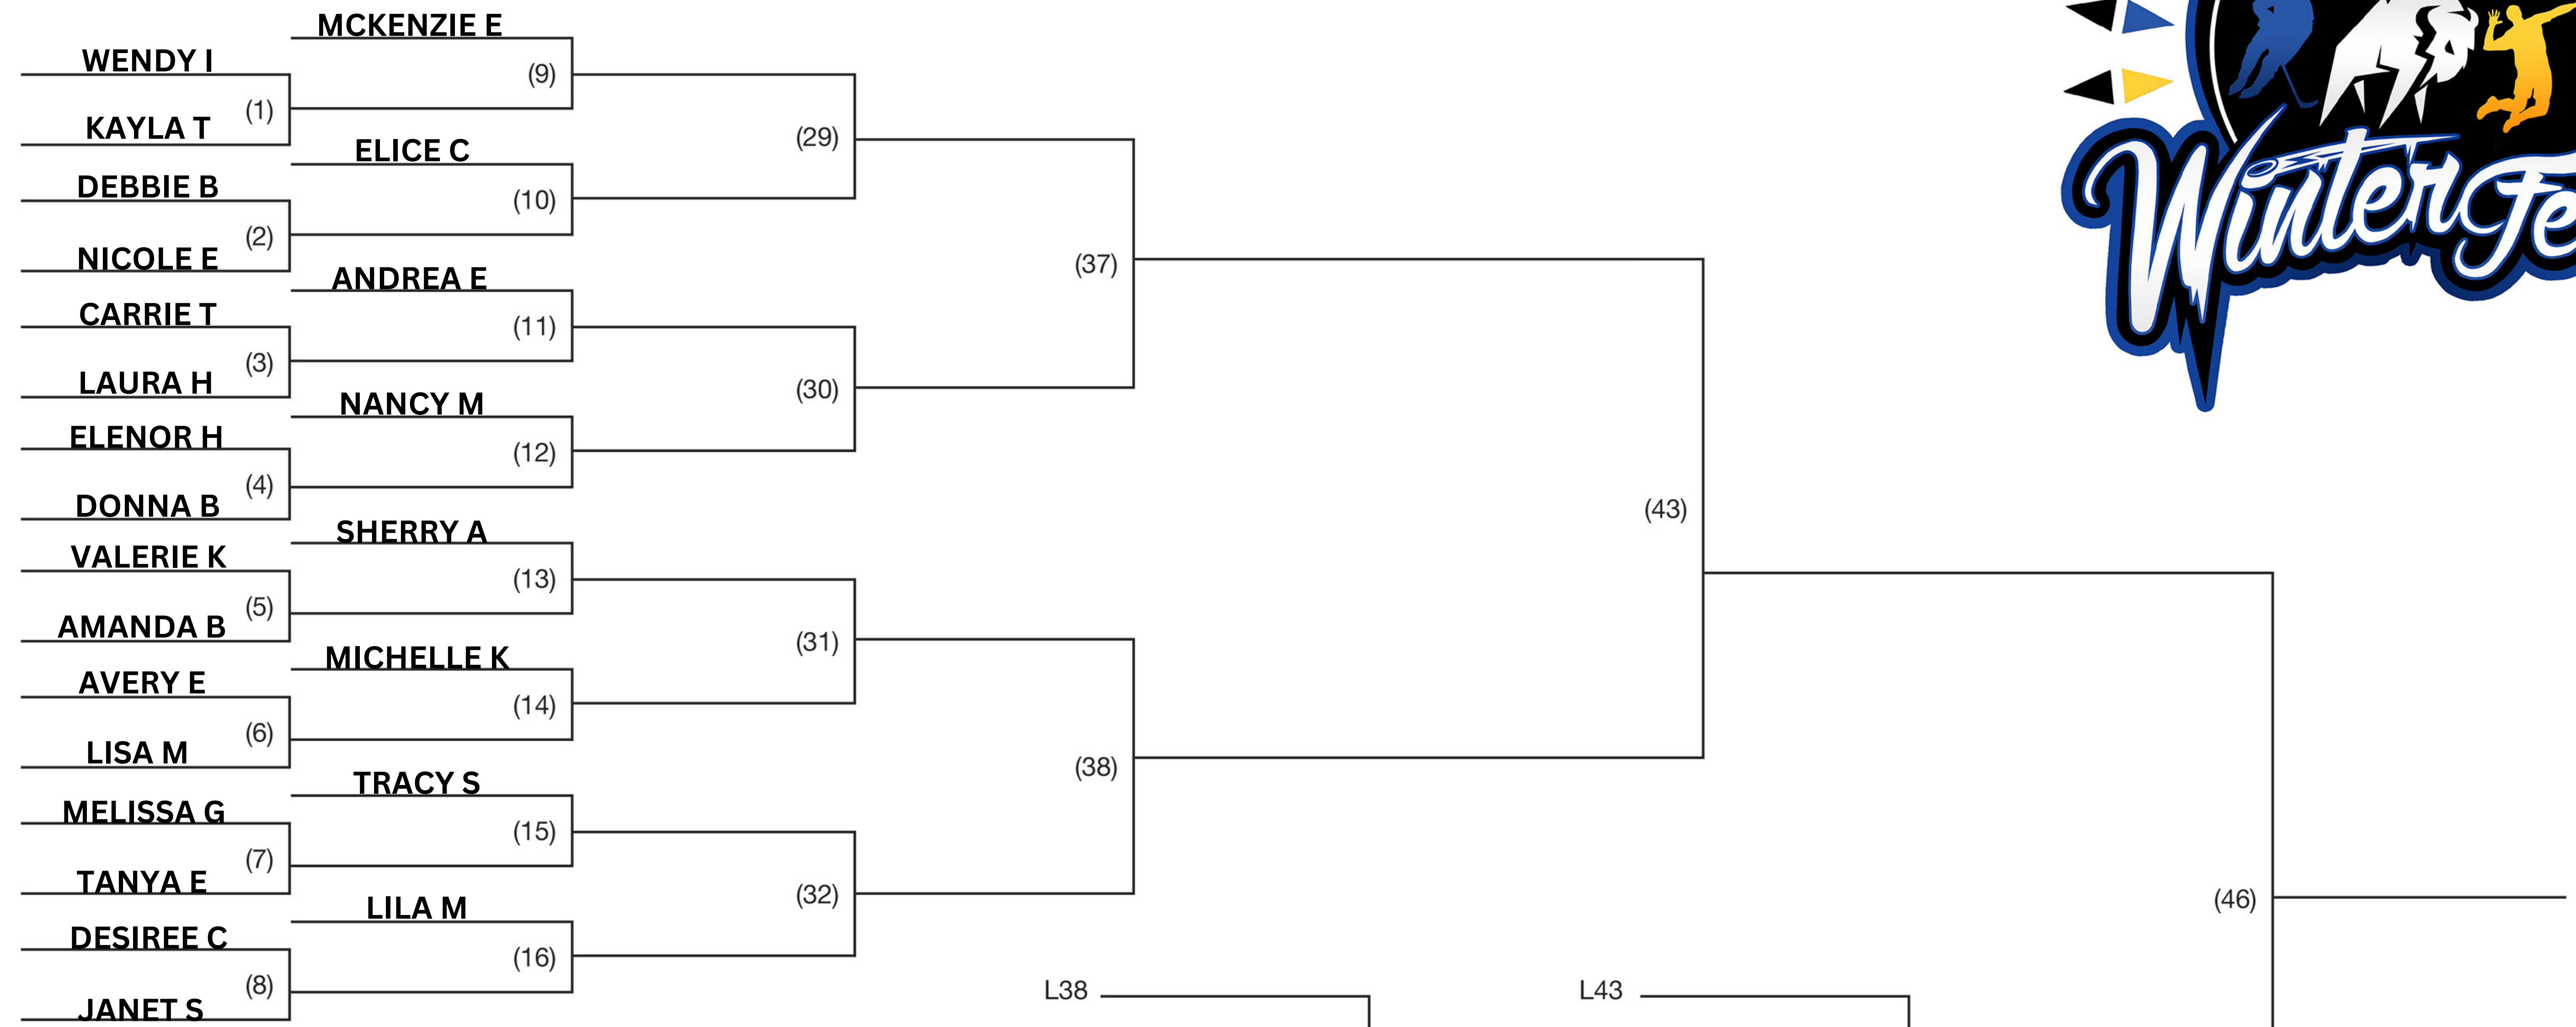 MCKENZIE E
WENDY I
(9)
(1)
KAYLA T
(29)
ELICE C
DEBBIE B
(10)
(2)
NICOLE E
(37)
ANDREA E
CARRIE T
(11)
(3)
LAURA H
(30)
NANCY M
ELENOR H
(12)
(4)
DONNA B
(43)
SHERRY A
VALERIE K
(13)
(5)
AMANDA B
(31)
MICHELLE K
AVERY E
(14)
(6)
LISA M
(38)
TRACY S
MELISSA G
(15)
(7)
TANYA E
(32)
(46)
LILA M
DESIREE C
(16)
(8)
JANET S
L38
L43